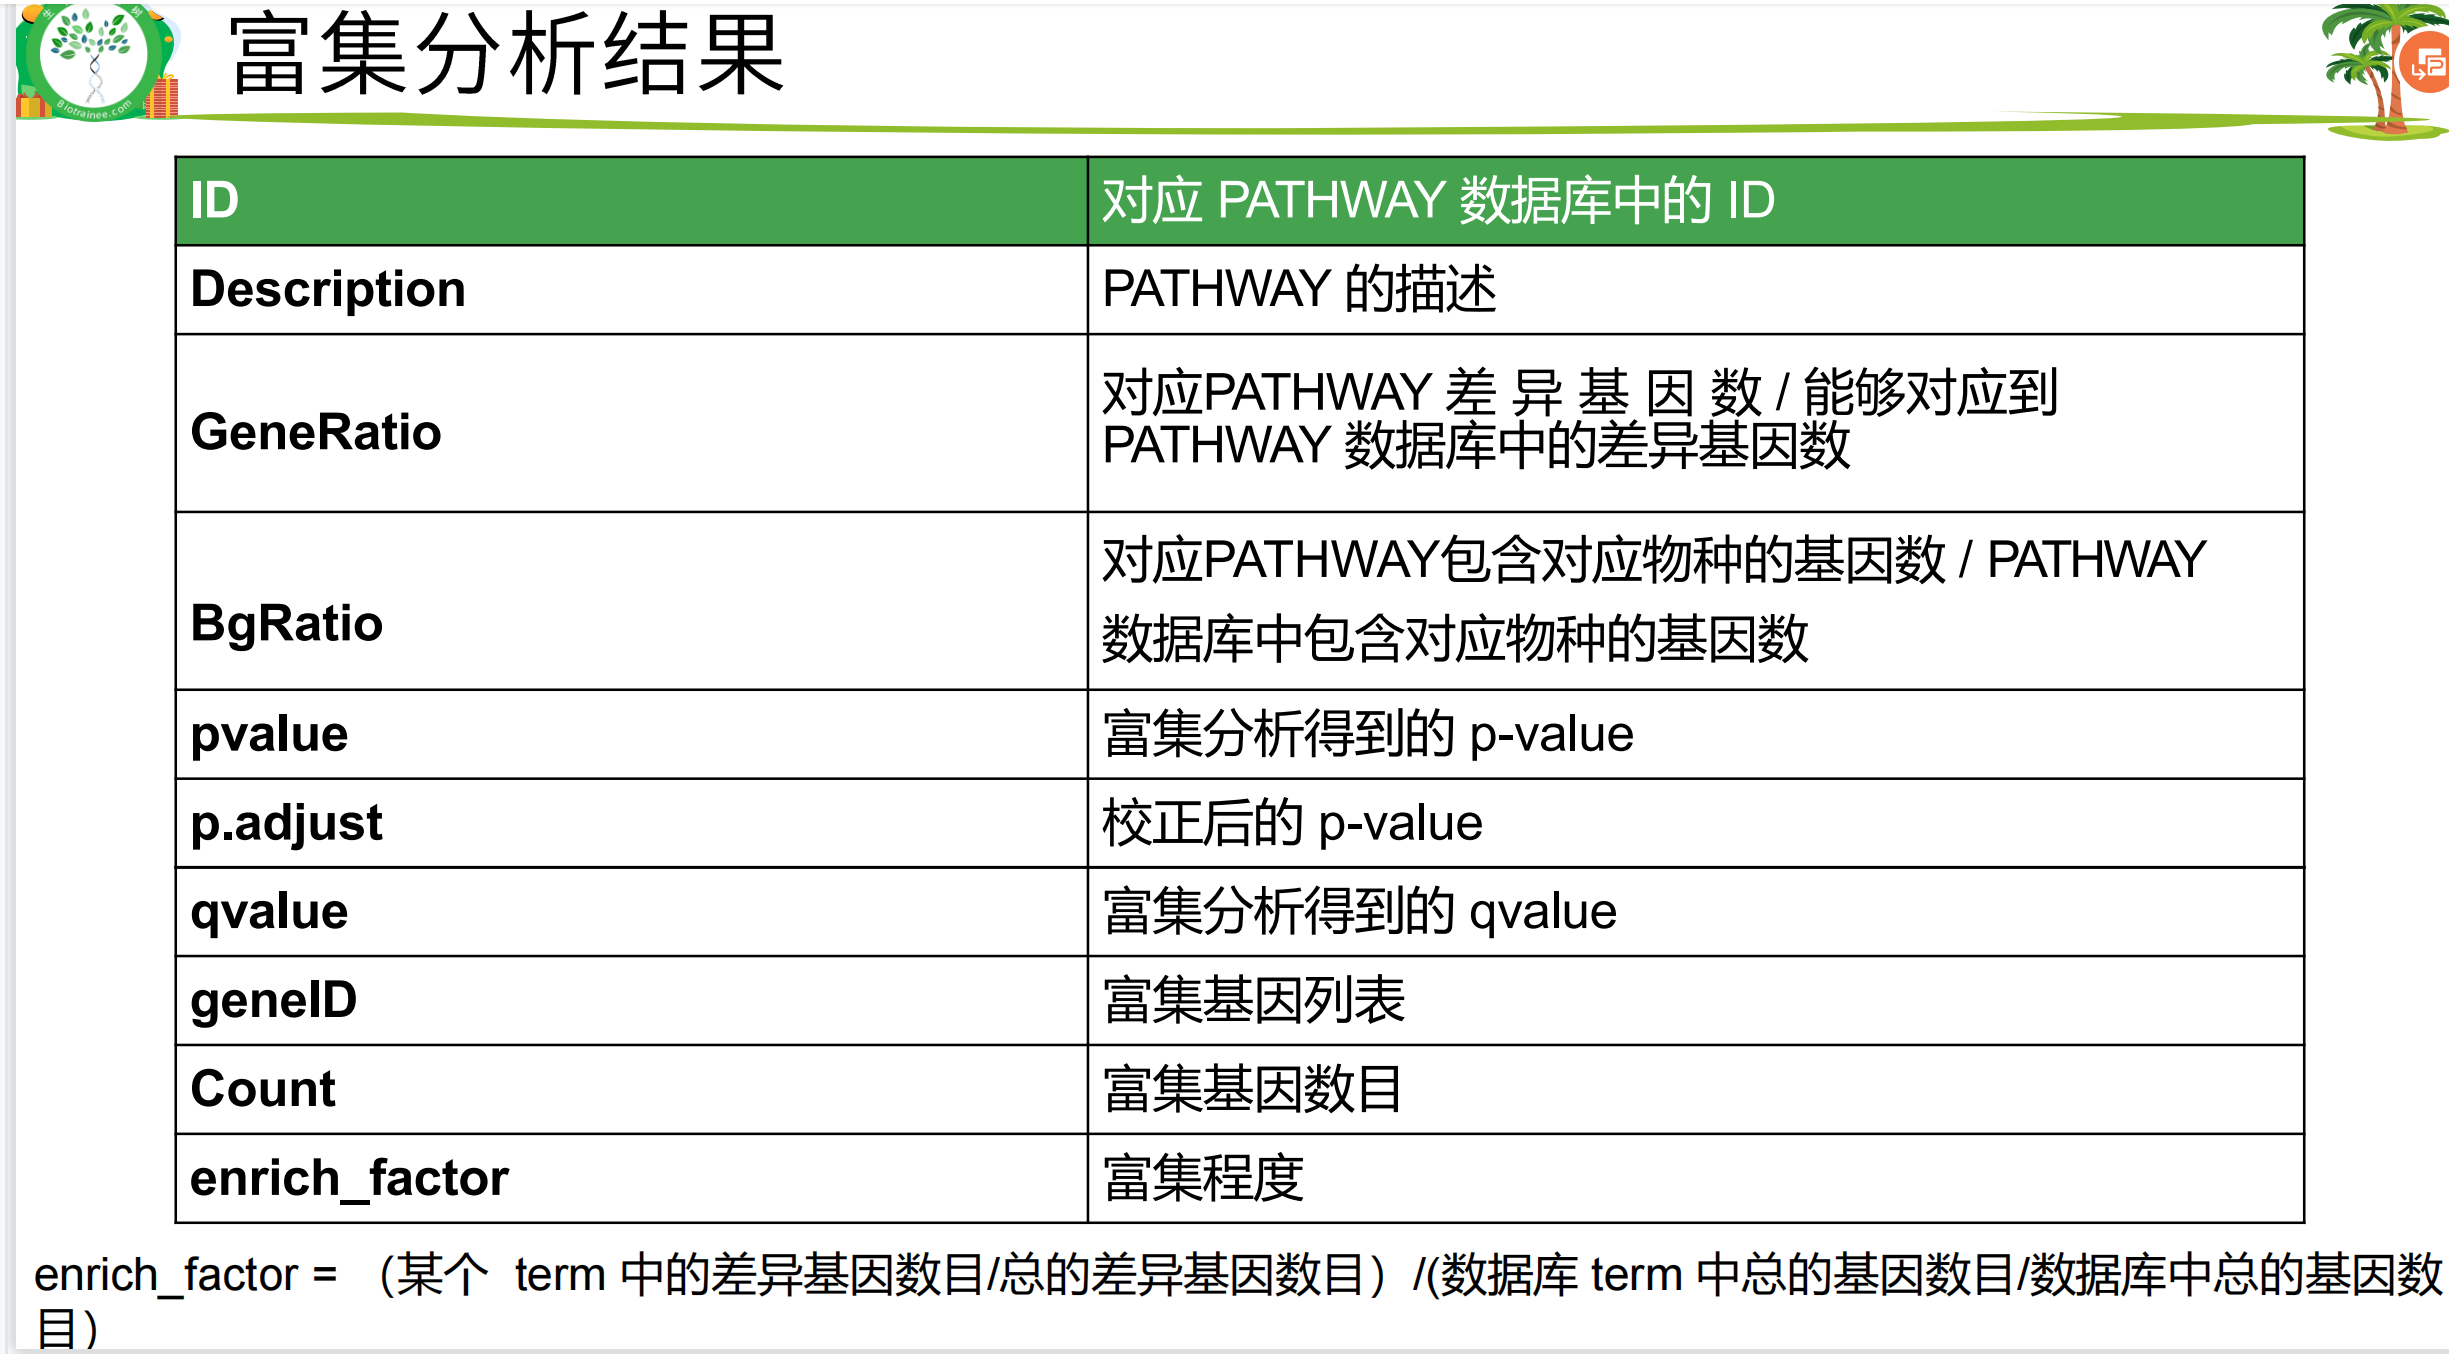 富集分析结果
生
树
Biotrainee.com
ID
对应 PATHWAY 数据库中的 ID
Description
PATHWAY 的描述
GeneRatio
对应PATHWAY 差 异 基 因 数 / 能够对应到
PATHWAY 数据库中的差异基因数
BgRatio
对应PATHWAY包含对应物种的基因数 / PATHWAY
数据库中包含对应物种的基因数
pvalue
富集分析得到的 p-value
p.adjust
校正后的 p-value
qvalue
富集分析得到的 qvalue
geneID
富集基因列表
Count
富集基因数目
enrich_factor
富集程度
enrich_factor = （某个 term 中的差异基因数目/总的差异基因数目）/(数据库 term 中总的基因数目/数据库中总的基因数
目）